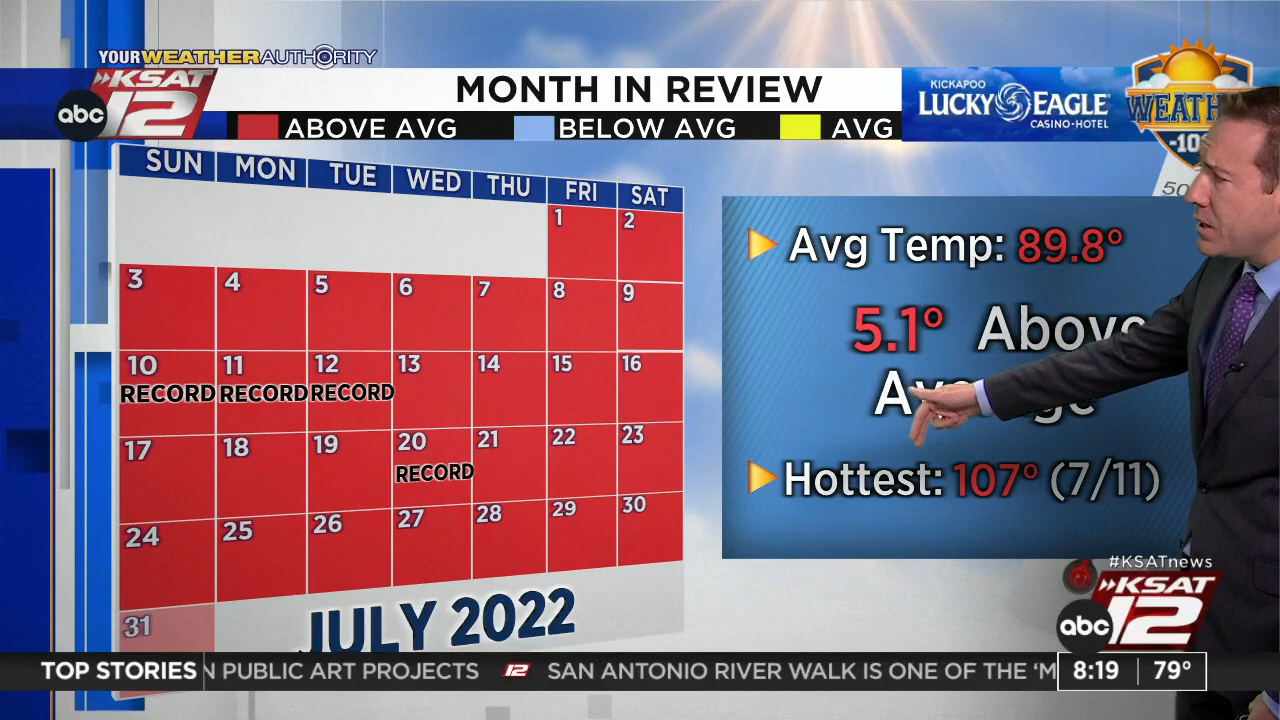 YOUR WEATHER AUTHORITY
KSAT
abc 12
MONTH IN REVIEW
ABOVE AVG BELOW AVG AVG
KICKAPOO
LUCKY EAGLE
CASINO•HOTEL
-10
50
SUN MON TUE WED THU FRI SAT
1 2
3 4 5 6 7 8 9
10 11 12 13 14 15 16
RECORD RECORD RECORD
17 18 19 20 21 22 23
RECORD
24 25 26 27 28 29 30
31
JULY 2022
Avg Temp: 89.8°
5.1° Above
Hottest: 107° (7/11)
#KSATnews
KSAT
abc 12
TOP STORIES N PUBLIC ART PROJECTS 12 SAN ANTONIO RIVER WALK IS ONE OF THE ‘M 8:19 79°